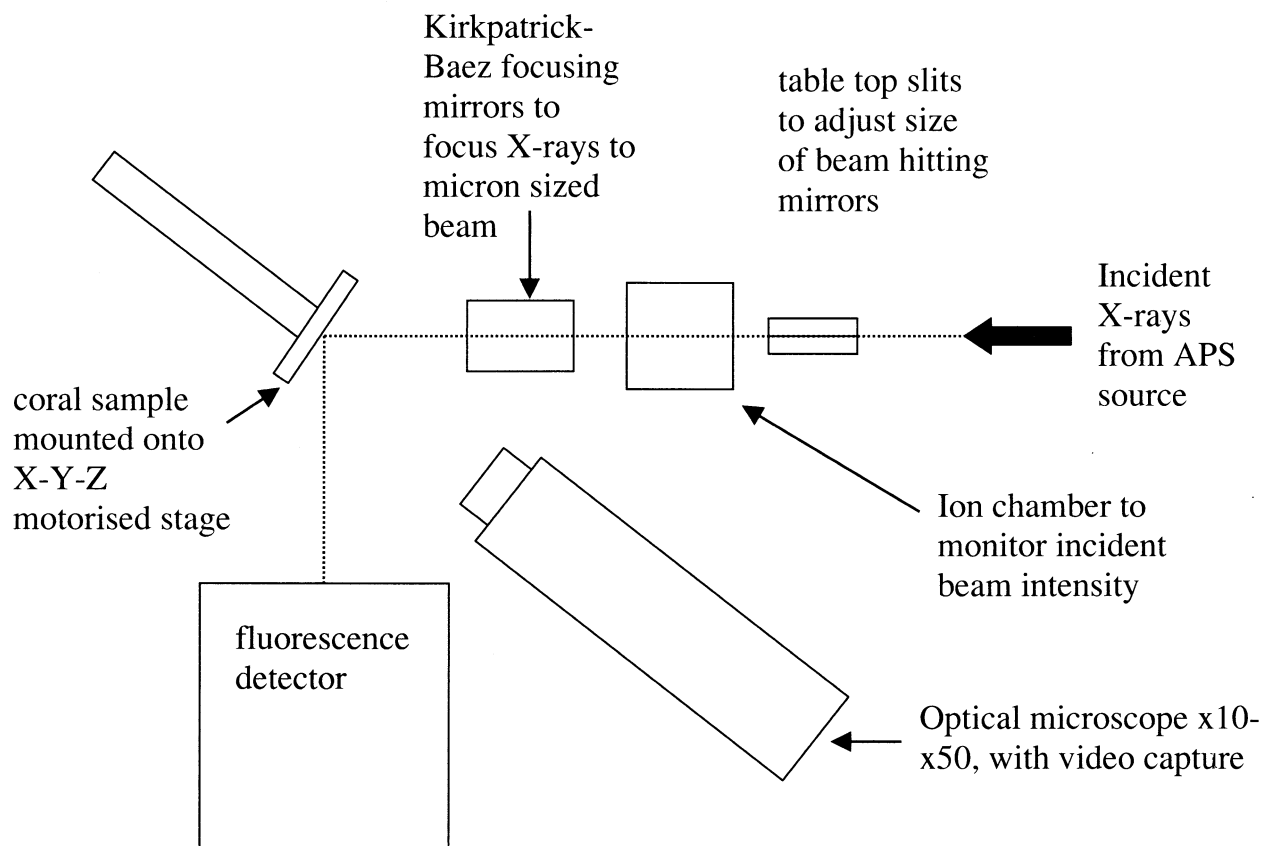 Kirkpatrick-
Baez focusing
mirrors to
focus X-rays to
micron sized
beam
table top slits
to adjust size
of beam hitting
mirrors
Incident
X-rays
from APS
source
coral sample
mounted onto
X-Y-Z
motorised stage
Ion chamber to
monitor incident
beam intensity
fluorescence
detector
Optical microscope x10-
x50, with video capture